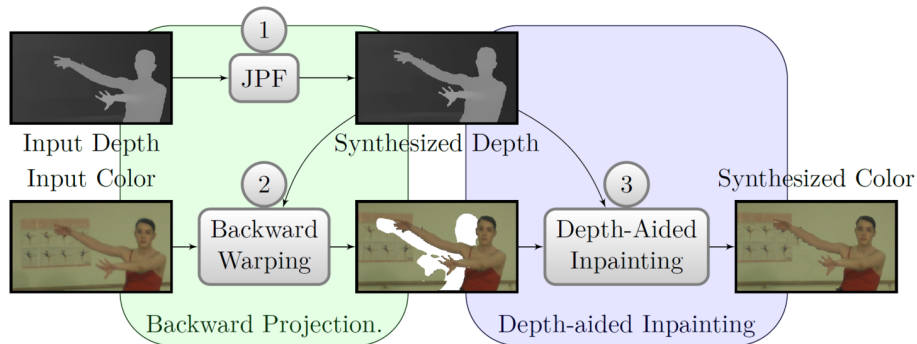 1
JPF
Input Depth
Synthesized Depth
Input Color
2
3
Synthesized Color
Backward
Warping
Depth-Aided
Inpainting
Backward Projection.
Depth-aided Inpainting